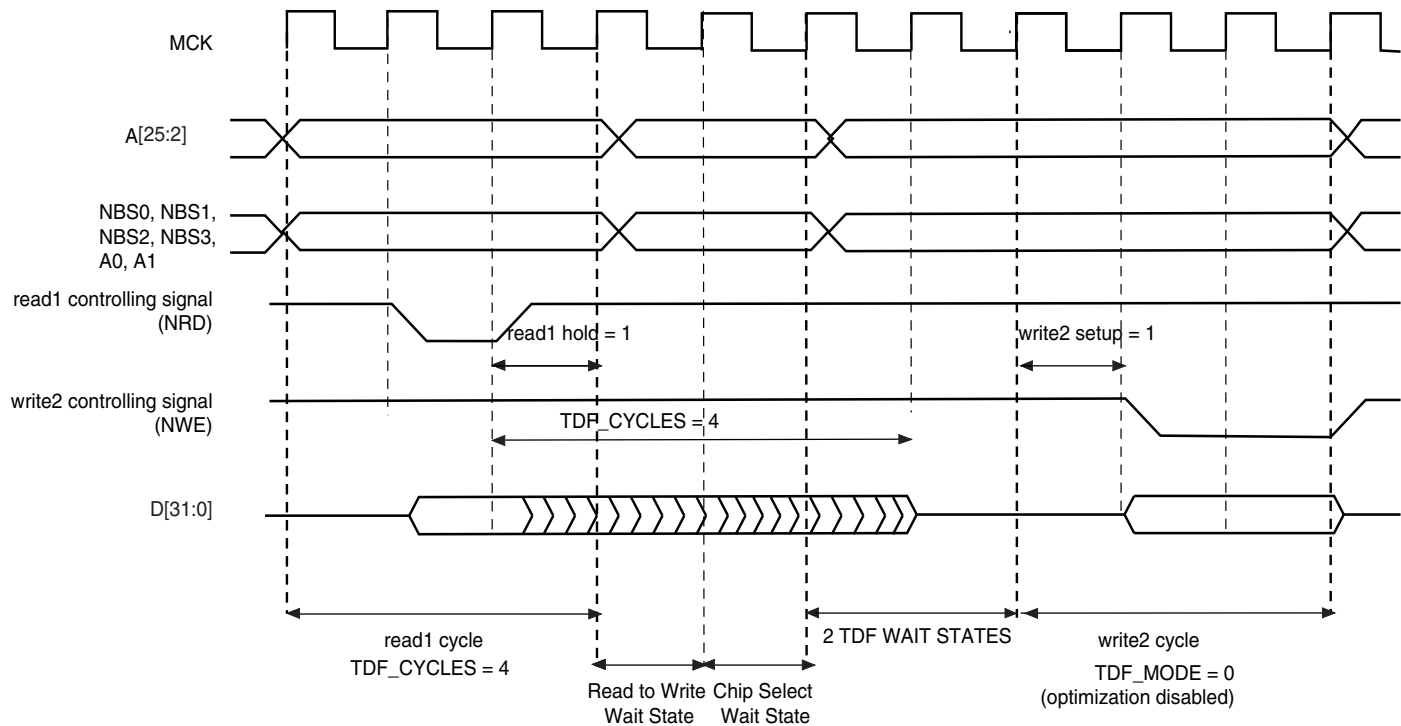 MCK
A[25:2]
NBS0, NBS1,
NBS2, NBS3,
A0, A1
read1 controlling signal
(NRD)
read1 hold = 1
write2 setup = 1
write2 controlling signal
(NWE)
TDF_CYCLES = 4
D[31:0]
read1 cycle
TDF_CYCLES = 4
2 TDF WAIT STATES
write2 cycle
TDF_MODE = 0
(optimization disabled)
Read to Write
Wait State
Chip Select
Wait State